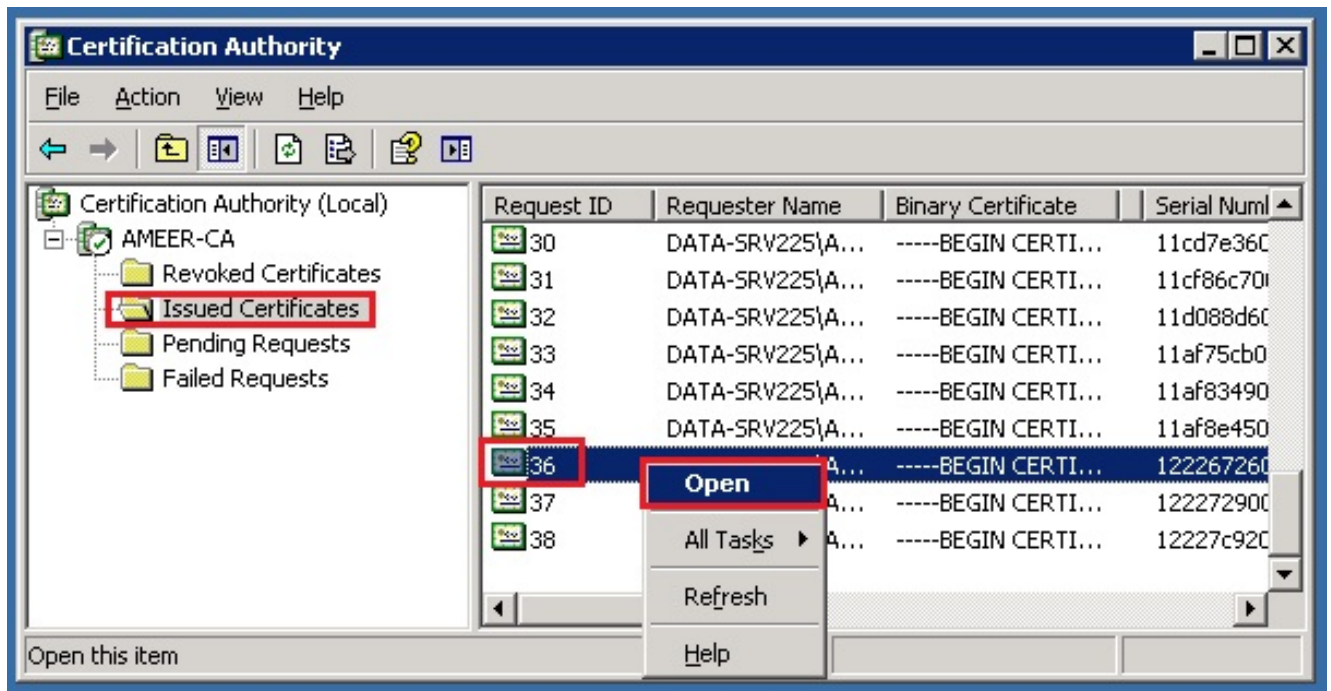 Certification Authority
File Action View Help
Certification Authority (Local)
AMEER-CA
Revoked Certificates
Issued Certificates
Pending Requests
Failed Requests
Request ID Requester Name Binary Certificate Serial Numl
30 DATA-SRV225\A... -----BEGIN CERTI... 11cd7e360
31 DATA-SRV225\A... -----BEGIN CERTI... 11cf86c70
32 DATA-SRV225\A... -----BEGIN CERTI... 11d088d60
33 DATA-SRV225\A... -----BEGIN CERTI... 11af75cb0
34 DATA-SRV225\A... -----BEGIN CERTI... 11af83490
35 DATA-SRV225\A... -----BEGIN CERTI... 11af8e450
36 \A... -----BEGIN CERTI... 122267260
37 A... -----BEGIN CERTI... 122272900
38 A... -----BEGIN CERTI... 12227c920
Open
All Tasks
Refresh
Help
Open this item